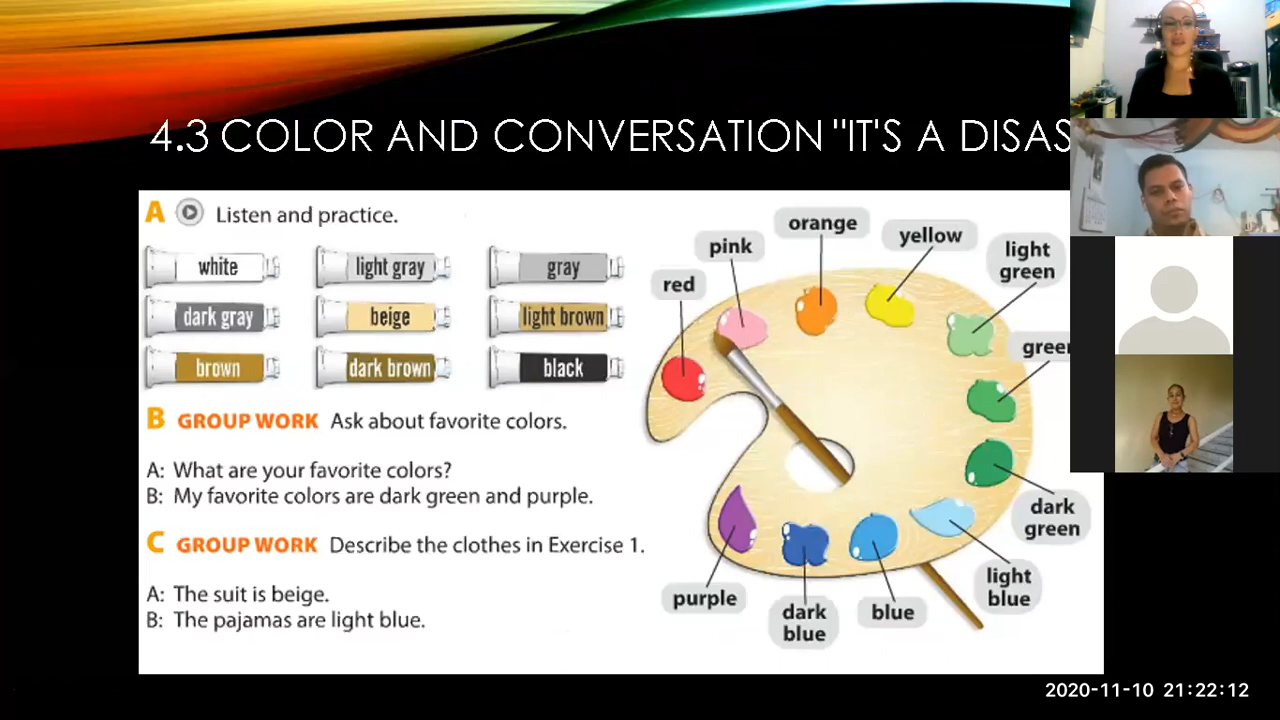 4.3 COLOR AND CONVERSATION "IT'S A DISAS
A Listen and practice.
white light gray gray
dark gray beige light brown
brown dark brown black
B GROUP WORK Ask about favorite colors.
A: What are your favorite colors?
B: My favorite colors are dark green and purple.
C GROUP WORK Describe the clothes in Exercise 1.
A: The suit is beige.
B: The pajamas are light blue.
red
pink
orange
yellow
light
green
green
dark
green
light
blue
blue
dark
blue
purple
2020-11-10 21:22:12